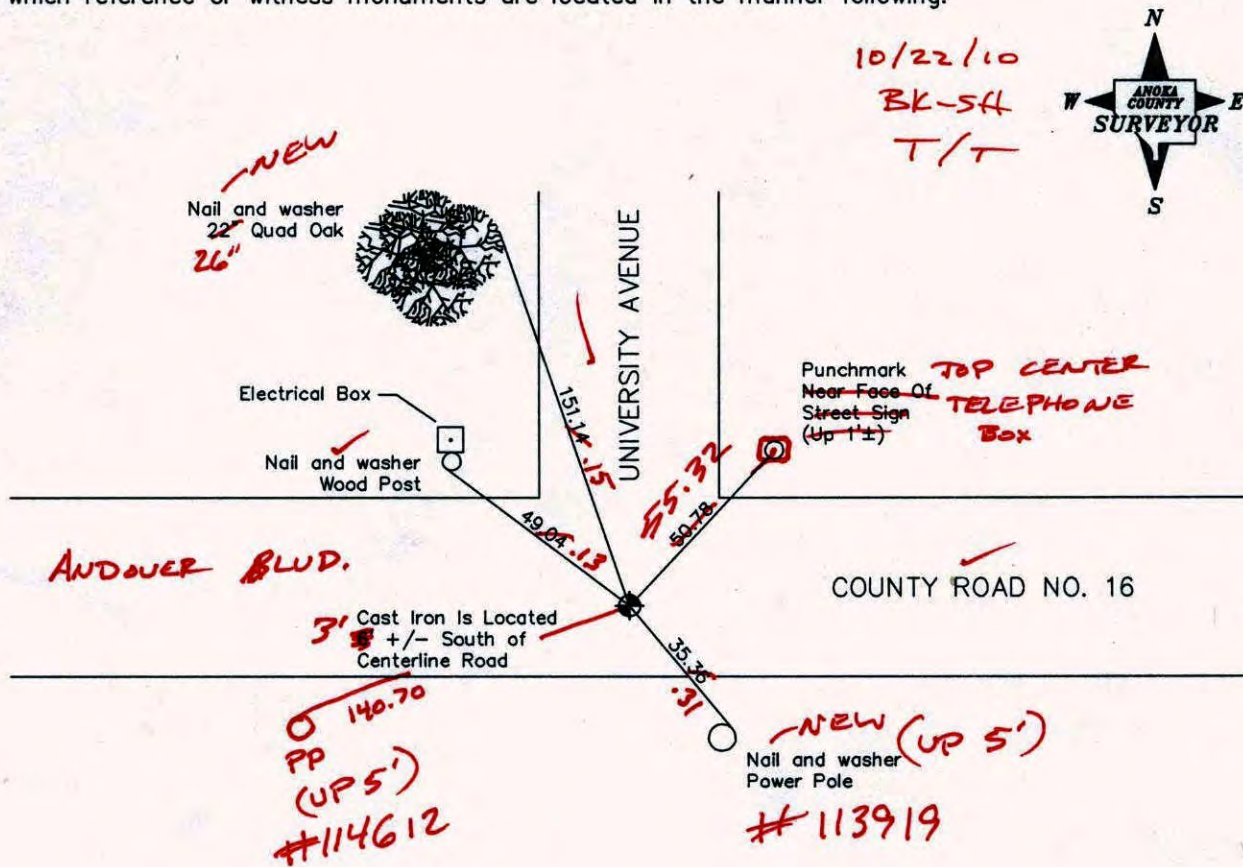 which reference or witness monuments are located in the manner following:
10/22/10
BK-5H
T/T
N
W
ANOKA
COUNTY
E
SURVEYOR
S
NEW
Nail and washer
22" Quad Oak
26"
UNIVERSITY AVENUE
151.14
.15
Electrical Box
Nail and washer
Wood Post
Punchmark TOP CENTER
Near Face Of TELEPHONE
Street Sign BOX
(Up 1'±)
55.32
50.78
49.04
.13
ANDOVER BLVD.
COUNTY ROAD NO. 16
3' Cast Iron Is Located
+/- South of
Centerline Road
35.36
.31
140.70
PP
(UP 5')
#114612
NEW (UP 5')
Nail and washer
Power Pole
#113919